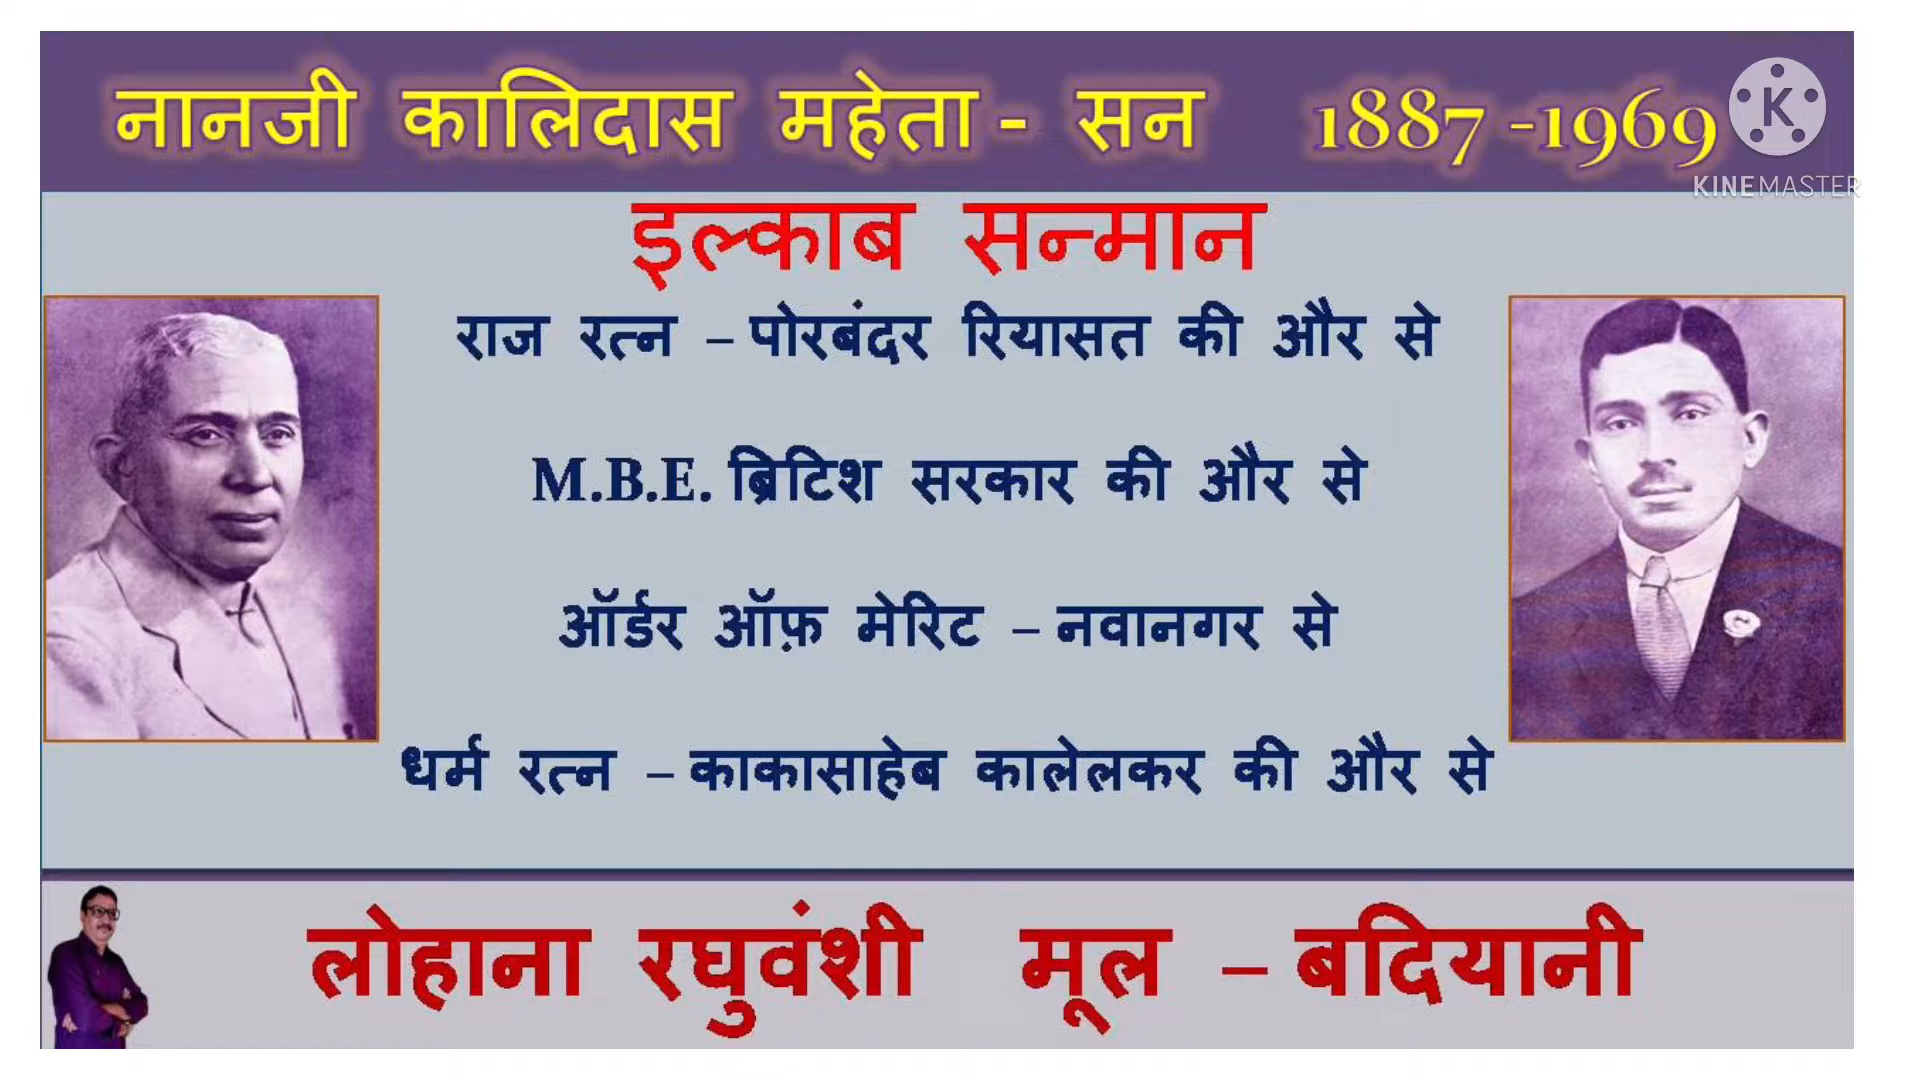 नानजी कालिदास महेता - सन 1887 -1969
KINEMASTER
इल्काब सन्मान
राज रत्न – पोरबंदर रियासत की और से
M.B.E. ब्रिटिश सरकार की और से
ऑर्डर ऑफ़ मेरिट – नवानगर से
धर्म रत्न – काकासाहेब कालेलकर की और से
लोहाना रघुवंशी मूल – बदियानी